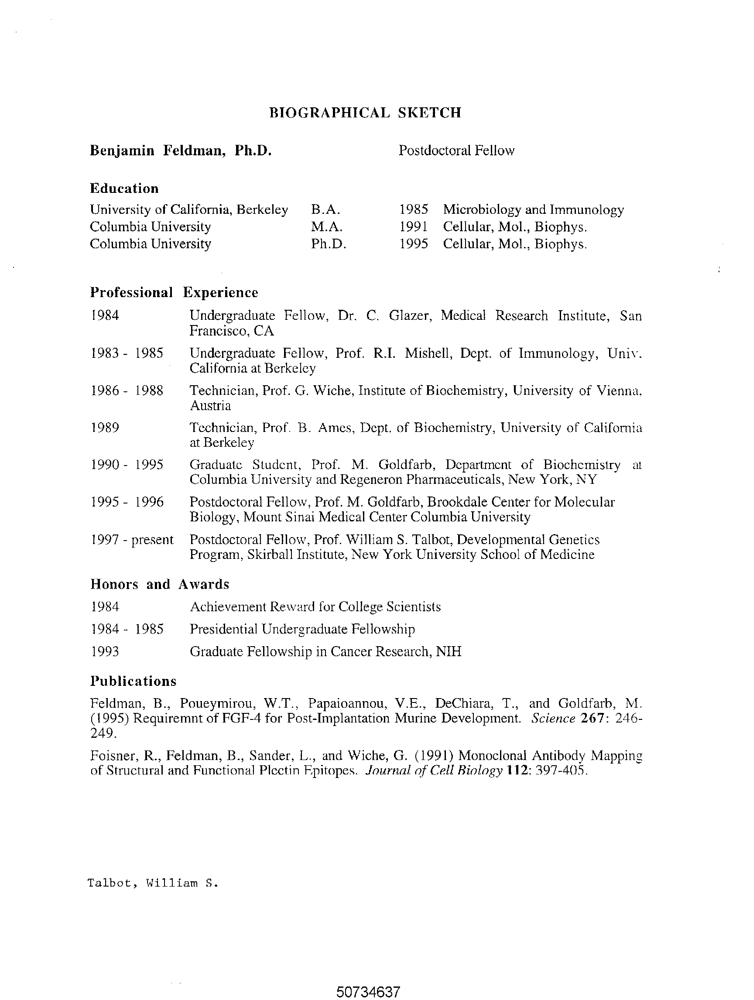 BIOGRAPHICAL SKETCH
Benjamin Feldman, Ph.D. Postdoctoral Fellow
Education
University of California, Berkeley B.A. 1985 Microbiology and Immunology
Columbia University M.A. 1991 Cellular, Mol., Biophys.
Columbia University Ph.D. 1995 Cellular, Mol., Biophys.
Professional Experience
1984 Undergraduate Fellow, Dr. C. Glazer, Medical Research Institute, San
Francisco, CA
1983 - 1985 Undergraduate Fellow, Prof. R.I. Mishell, Dept. of Immunology, Univ.
California at Berkeley
1986 - 1988 Technician, Prof. G. Wiche, Institute of Biochemistry, University of Vienna.
Austria
1989 Technician, Prof. B. Ames, Dept. of Biochemistry, University of California
at Berkeley
1990 - 1995 Graduate Student, Prof. M. Goldfarb, Department of Biochemistry at
Columbia University and Regeneron Pharmaceuticals, New York, NY
1995 - 1996 Postdoctoral Fellow, Prof. M. Goldfarb, Brookdale Center for Molecular
Biology, Mount Sinai Medical Center Columbia University
1997 - present Postdoctoral Fellow, Prof. William S. Talbot, Developmental Genetics
Program, Skirball Institute, New York University School of Medicine
Honors and Awards
1984 Achievement Reward for College Scientists
1984 - 1985 Presidential Undergraduate Fellowship
1993 Graduate Fellowship in Cancer Research, NIH
Publications
Feldman, B., Poueymirou, W.T., Papaioannou, V.E., DeChiara, T., and Goldfarb, M.
(1995) Requiremnt of FGF-4 for Post-Implantation Murine Development. Science 267: 246-
249.
Foisner, R., Feldman, B., Sander, L., and Wiche, G. (1991) Monoclonal Antibody Mapping
of Structural and Functional Plectin Epitopes. Journal of Cell Biology 112: 397-405.
Talbot, William S.
50734637